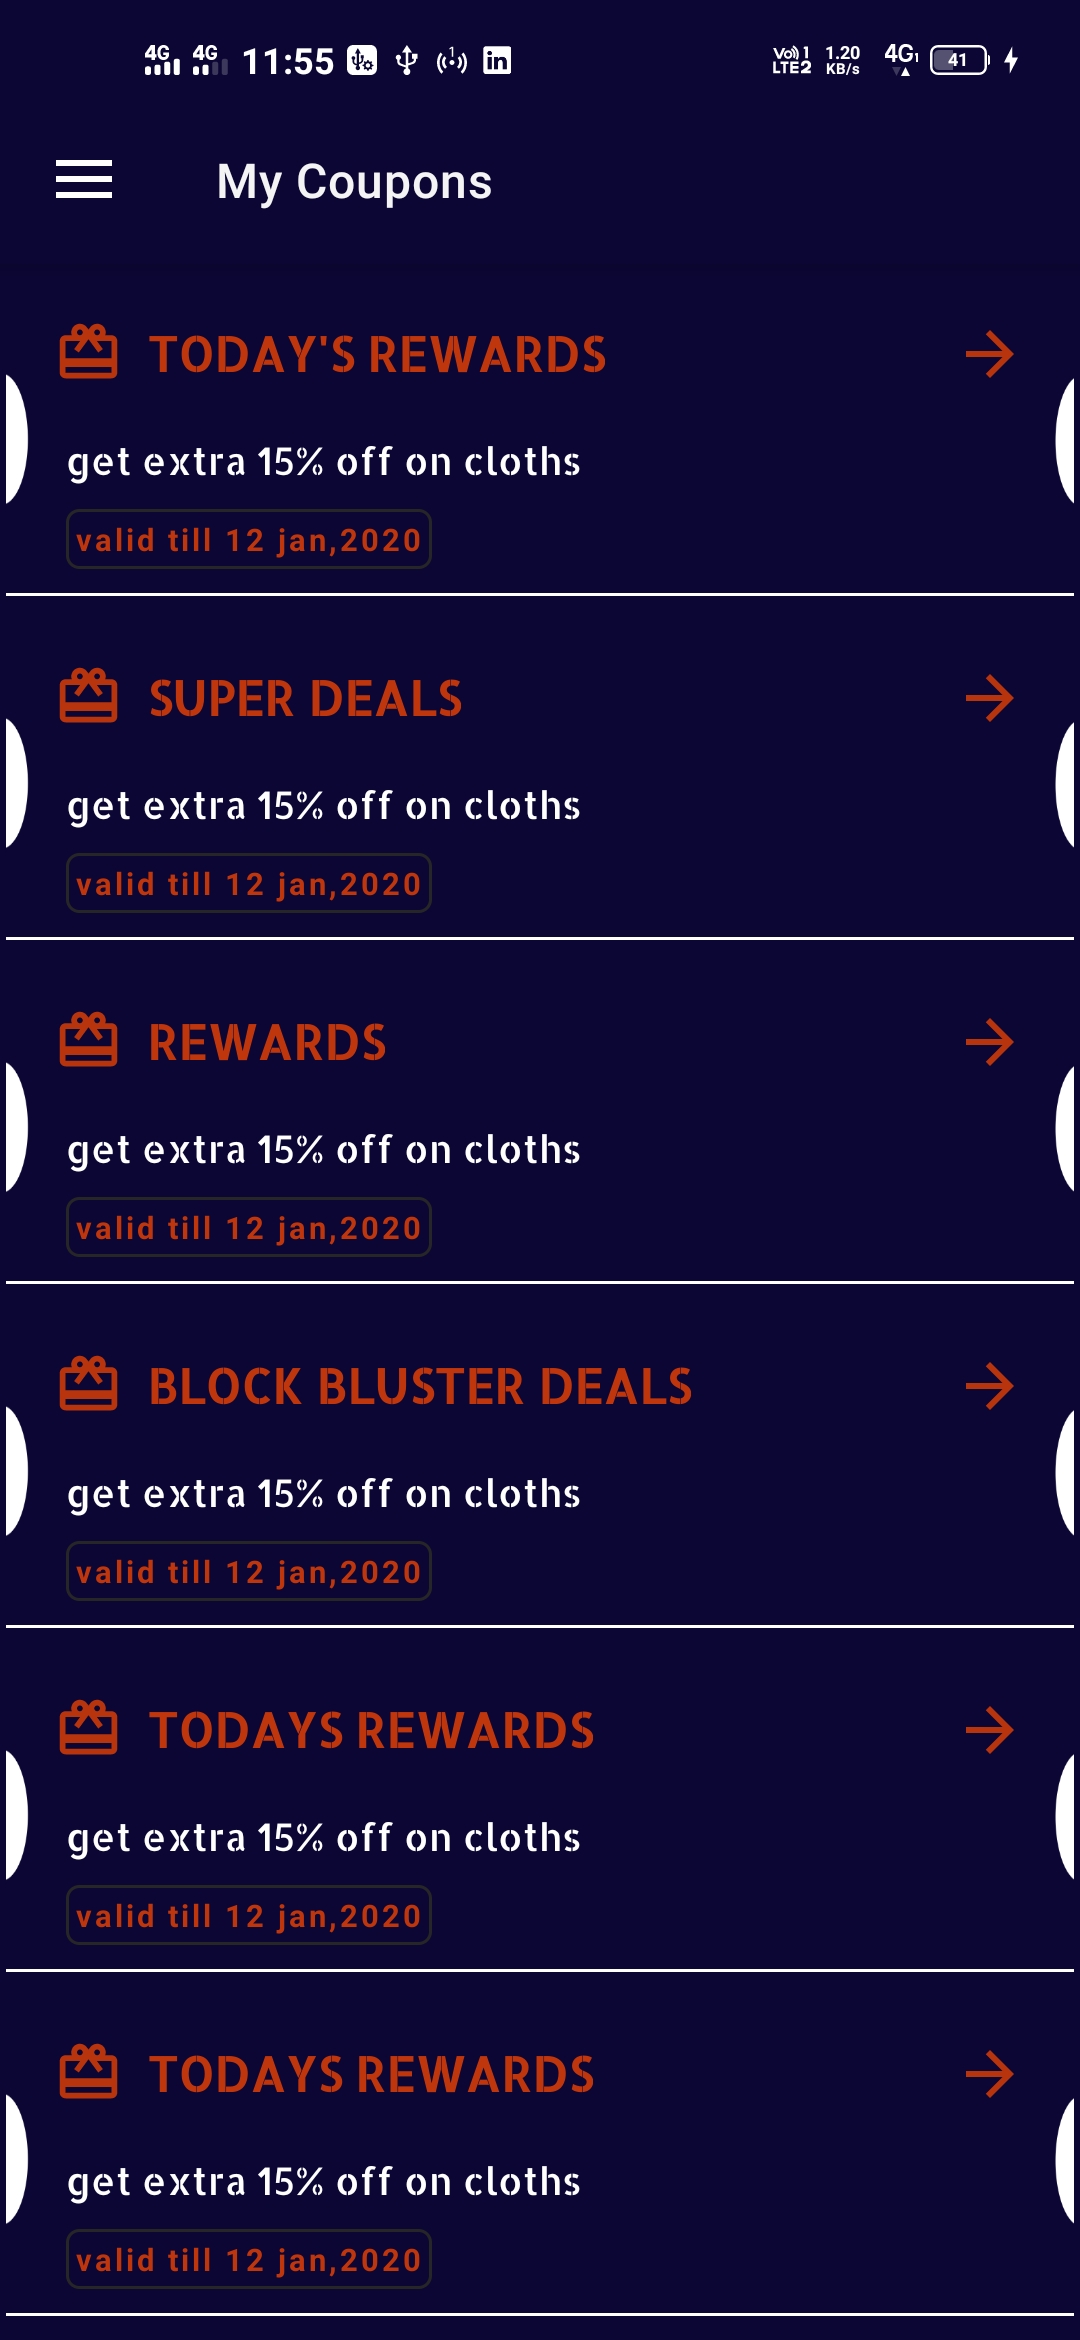 4G 4G 11:55 in Vo)) 1 LTE2 1.20 KB/s 4G 41
My Coupons
TODAY'S REWARDS
get extra 15% off on cloths
valid till 12 jan,2020
SUPER DEALS
get extra 15% off on cloths
valid till 12 jan,2020
REWARDS
get extra 15% off on cloths
valid till 12 jan,2020
BLOCK BLUSTER DEALS
get extra 15% off on cloths
valid till 12 jan,2020
TODAYS REWARDS
get extra 15% off on cloths
valid till 12 jan,2020
TODAYS REWARDS
get extra 15% off on cloths
valid till 12 jan,2020